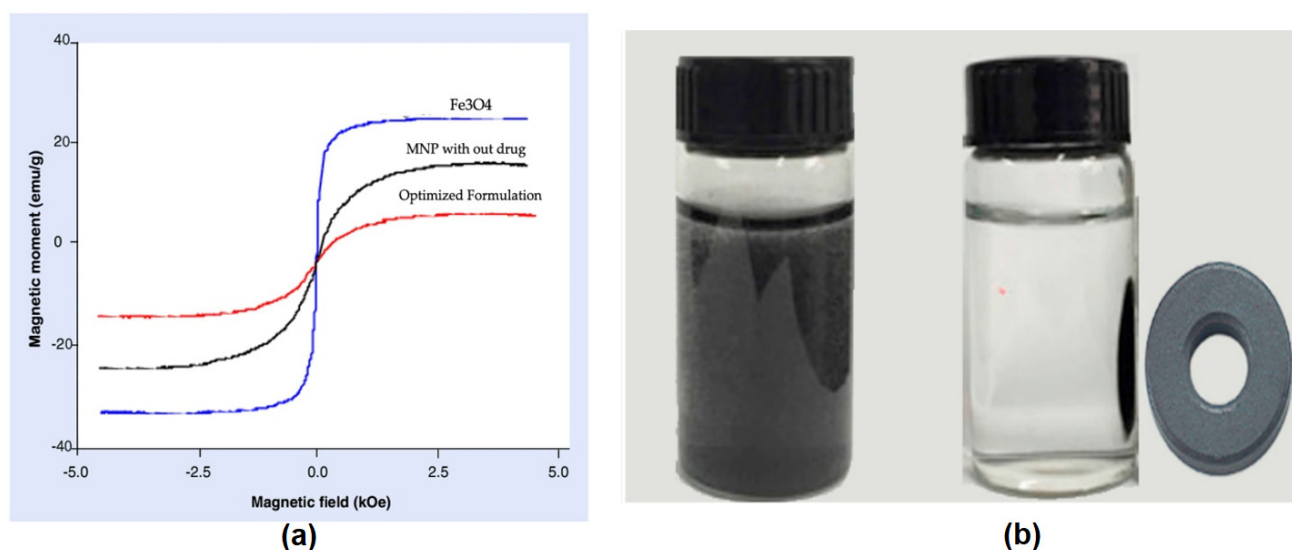 40
20
0
-20
-40
Magnetic moment (emu/g)
Fe3O4
MNP with out drug
Optimized Formulation
-5.0 -2.5 0.0 2.5 5.0
Magnetic field (kOe)
(a) (b)